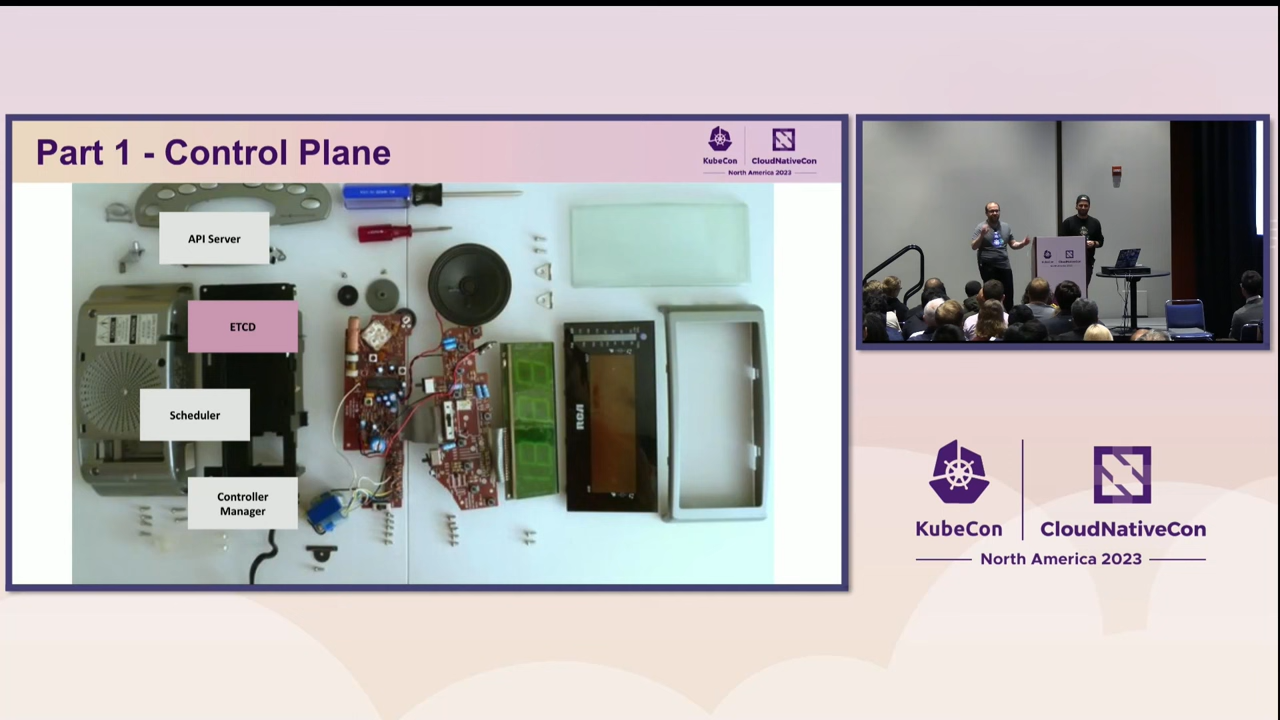 Part 1 - Control Plane
KubeCon
CloudNativeCon
North America 2023
API Server
ETCD
Scheduler
Controller
Manager
RCA
KubeCon
CloudNativeCon
North America 2023